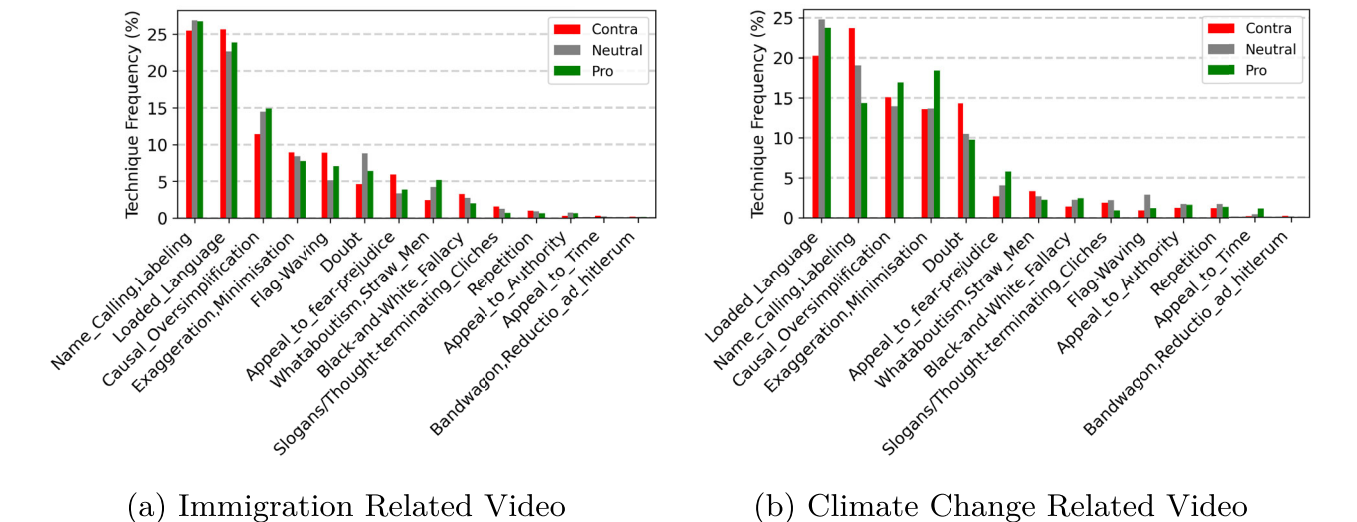 Technique Frequency (%)
25
20
15
10
5
0
Contra
Neutral
Pro
Name_Calling,Labeling
Loaded_Language
Causal_Oversimplification
Exaggeration,Minimisation
Flag-Waving
Doubt
Appeal_to_fear-prejudice
Whataboutism,Straw_Men
Black-and-White_Fallacy
Slogans/Thought-terminating_Cliches
Repetition
Appeal_to_Authority
Appeal_to_Time
Bandwagon,Reductio_ad_hitlerum
(a) Immigration Related Video
Technique Frequency (%)
25
20
15
10
5
0
Contra
Neutral
Pro
Loaded_Language
Name_Calling,Labeling
Causal_Oversimplification
Exaggeration,Minimisation
Doubt
Appeal_to_fear-prejudice
Whataboutism,Straw_Men
Black-and-White_Fallacy
Slogans/Thought-terminating_Cliches
Flag-Waving
Appeal_to_Authority
Repetition
Appeal_to_Time
Bandwagon,Reductio_ad_hitlerum
(b) Climate Change Related Video